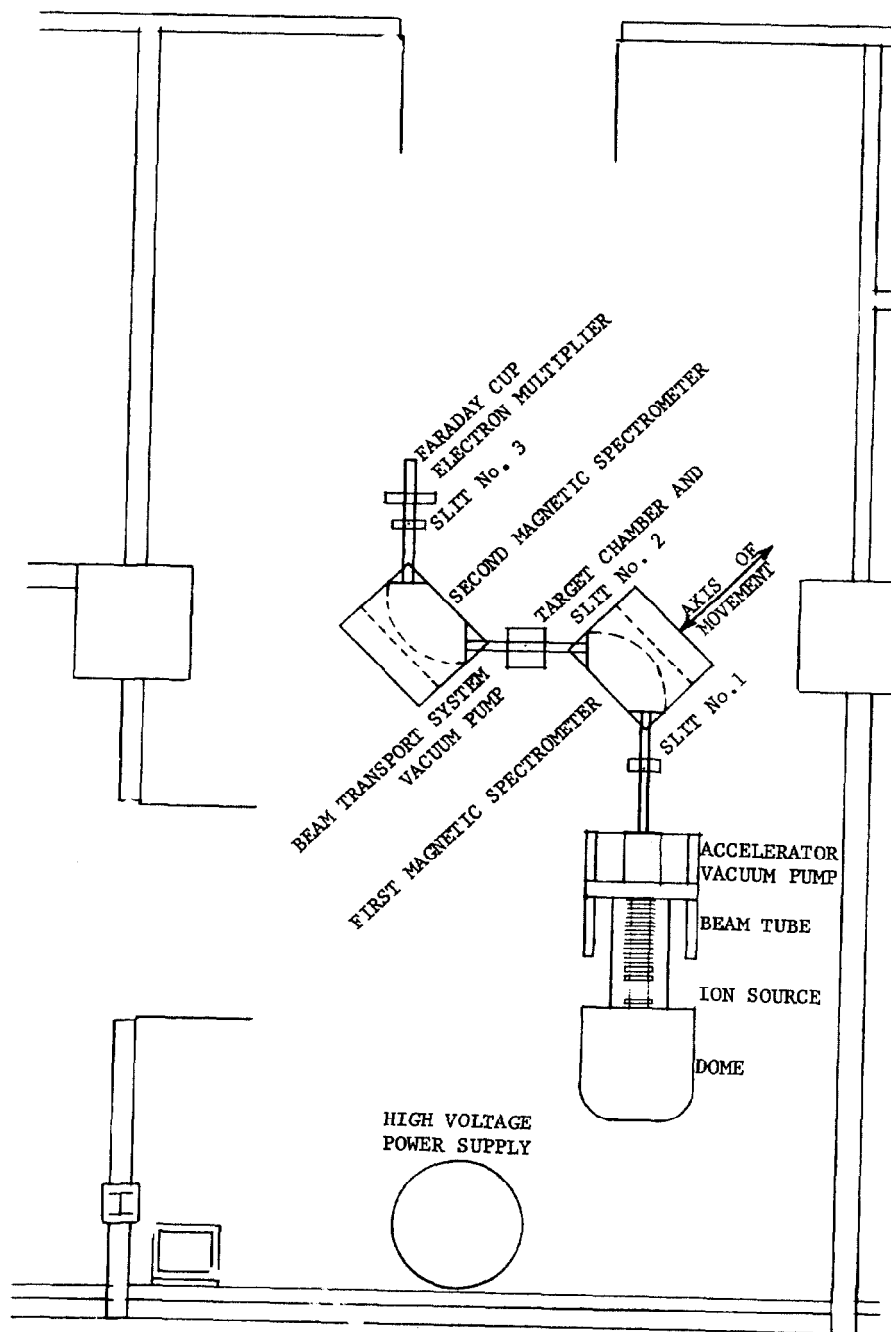 FARADAY CUP
ELECTRON MULTIPLIER
SLIT No. 3
SECOND MAGNETIC SPECTROMETER
TARGET CHAMBER AND
SLIT No. 2
AXIS OF
MOVEMENT
SLIT No.1
BEAM TRANSPORT SYSTEM
VACUUM PUMP
FIRST MAGNETIC SPECTROMETER
ACCELERATOR
VACUUM PUMP
BEAM TUBE
ION SOURCE
DOME
HIGH VOLTAGE
POWER SUPPLY